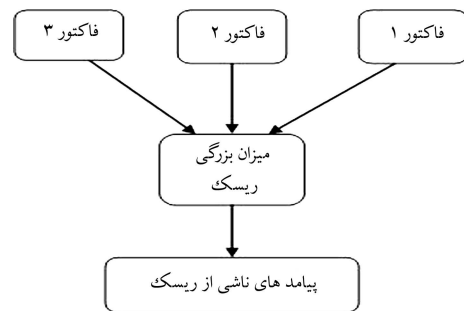 فاکتور ۱
فاکتور ۲
فاکتور ۳
میزان بزرگی
ریسک
پیامد های ناشی از ریسک